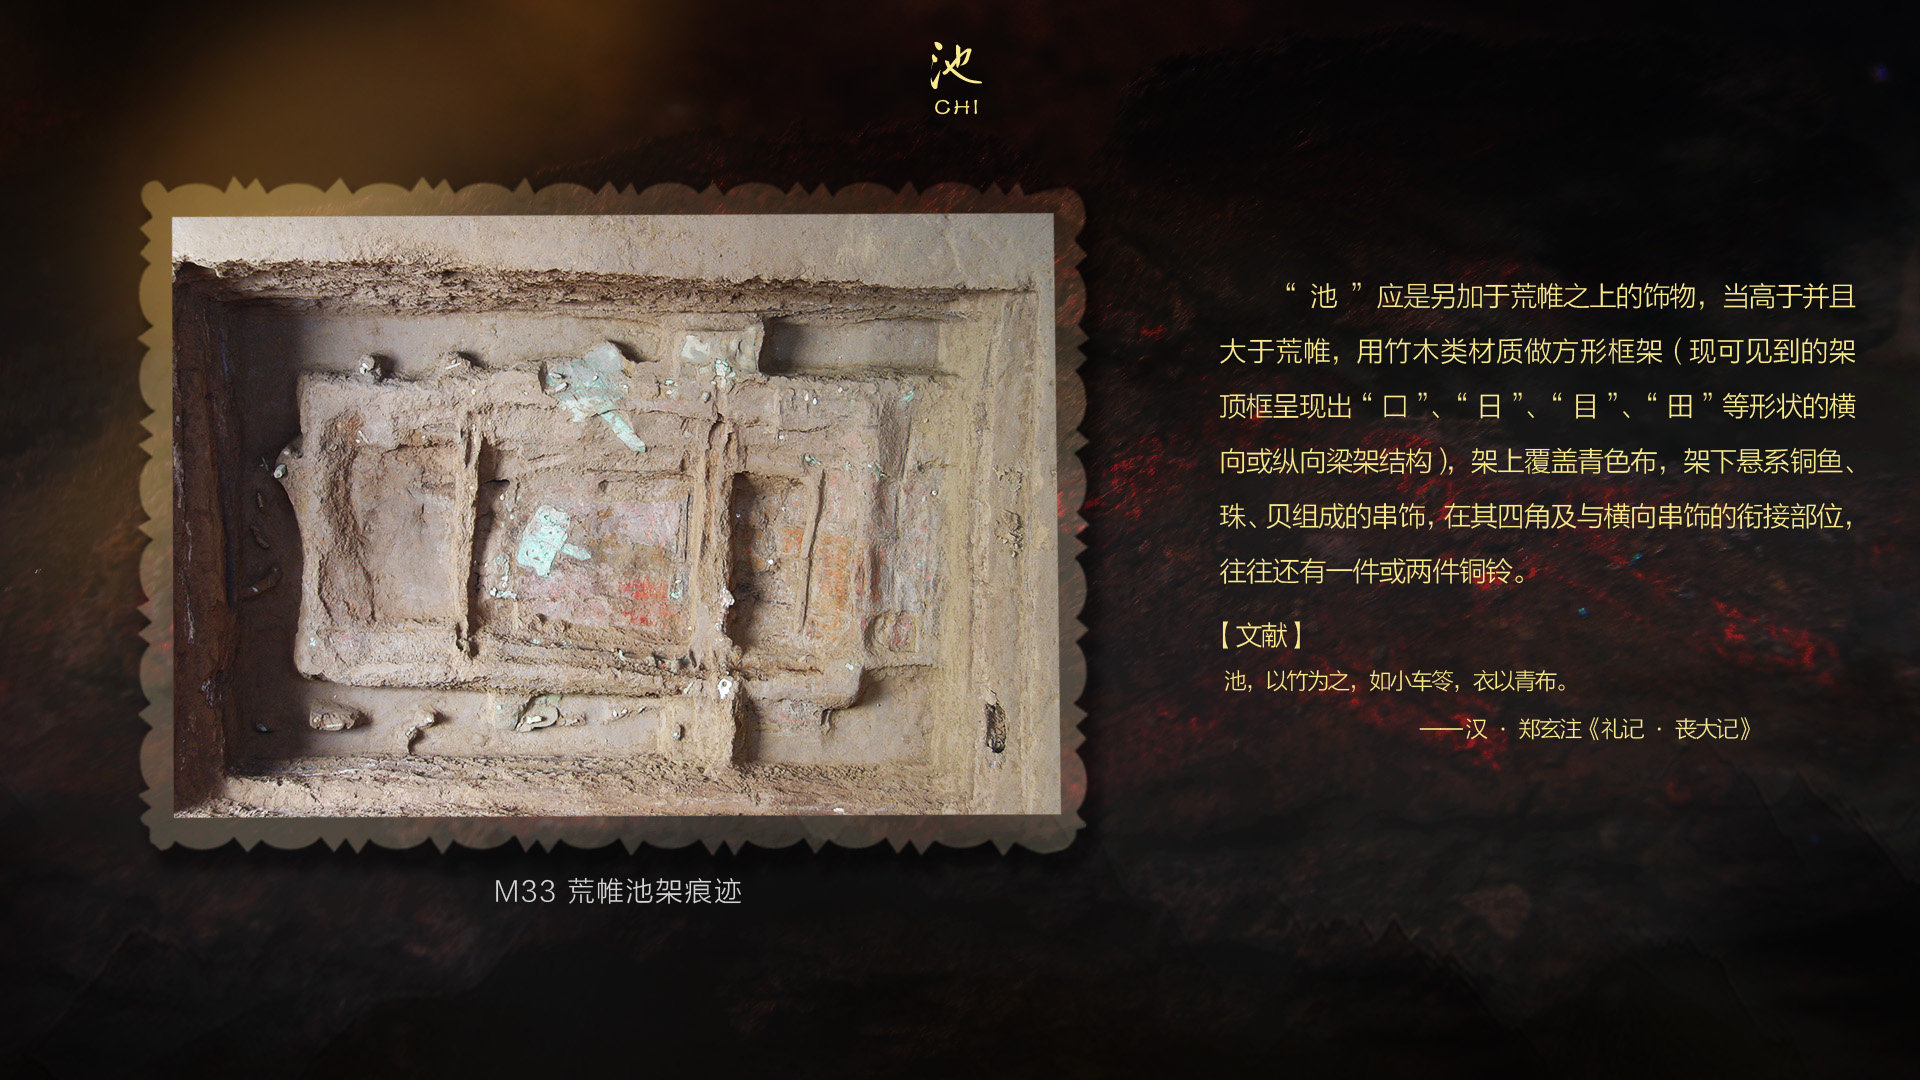 池
CHI
“ 池 ” 应是另加于荒帷之上的饰物，当高于并且
大于荒帷，用竹木类材质做方形框架（现可见到的架
顶框呈现出“ 口 ”、“ 日 ”、“ 目 ”、“ 田 ”等形状的横
向或纵向梁架结构），架上覆盖青色布，架下悬系铜鱼、
珠、贝组成的串饰，在其四角及与横向串饰的衔接部位，
往往还有一件或两件铜铃。
【文献】
池，以竹为之，如小车笭，衣以青布。
——汉 · 郑玄注《礼记 · 丧大记》
M33 荒帷池架痕迹